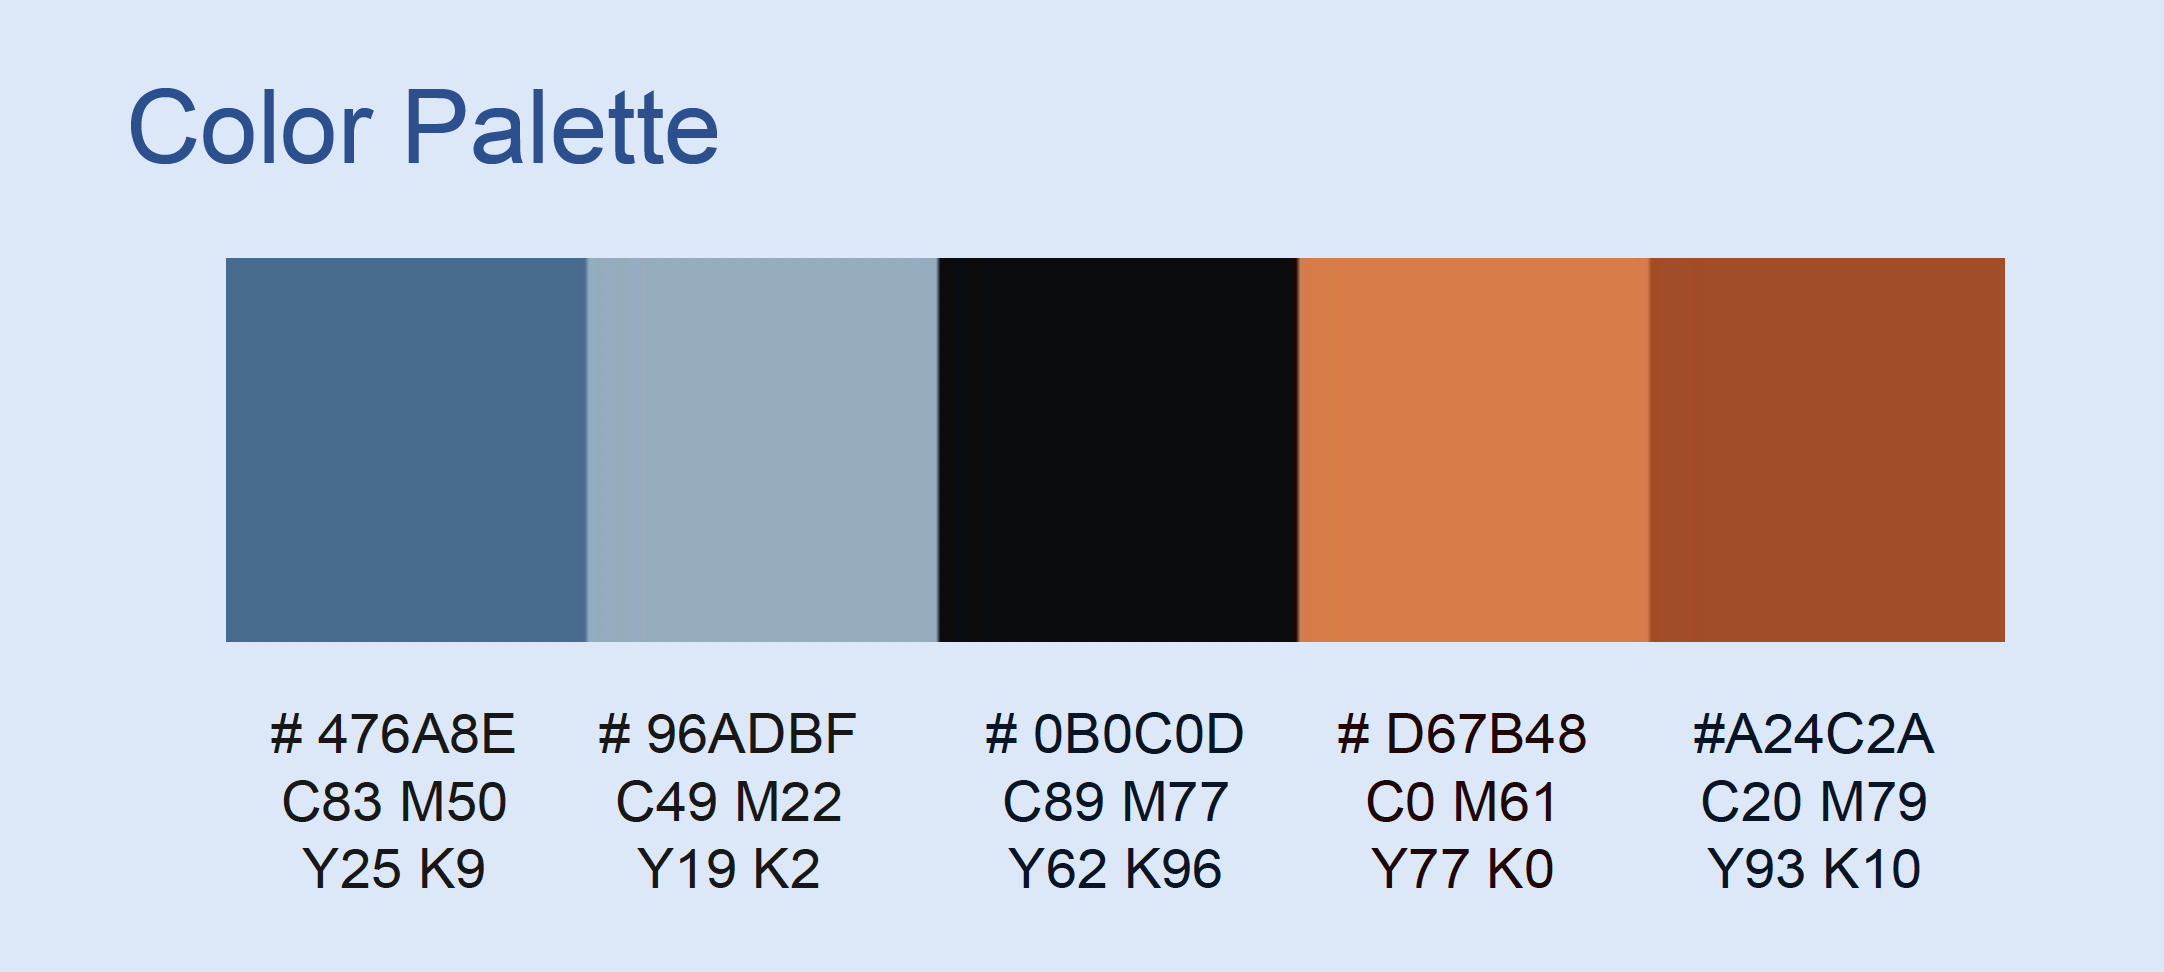 Color Palette
# 476A8E
C83 M50
Y25 K9
# 96ADBF
C49 M22
Y19 K2
# 0B0C0D
C89 M77
Y62 K96
# D67B48
C0 M61
Y77 K0
#A24C2A
C20 M79
Y93 K10